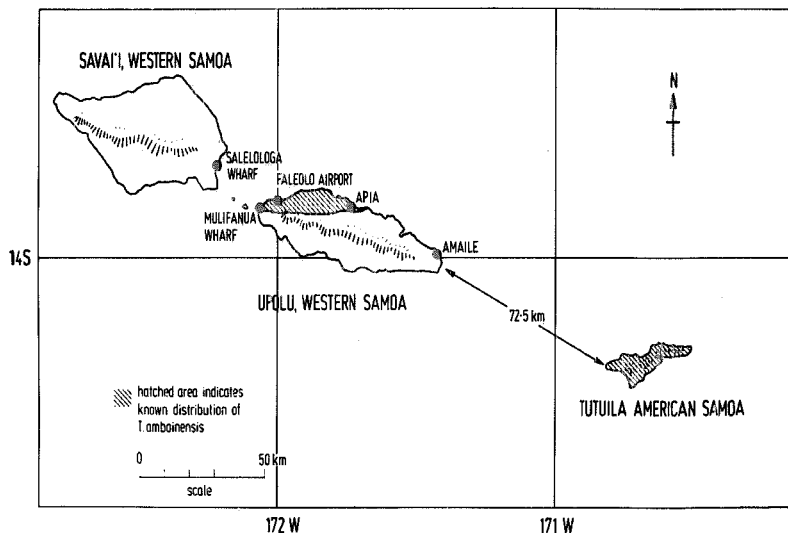 SAVAI'I, WESTERN SAMOA
N
SALELOLOGA
WHARF
FALEOLO AIRPORT
APIA
MULIFANUA
WHARF
AMAILE
14S
UPOLU, WESTERN SAMOA
72·5 km
hatched area indicates
known distribution of
T. amboinensis
TUTUILA AMERICAN SAMOA
0 50 km
scale
172 W 171 W